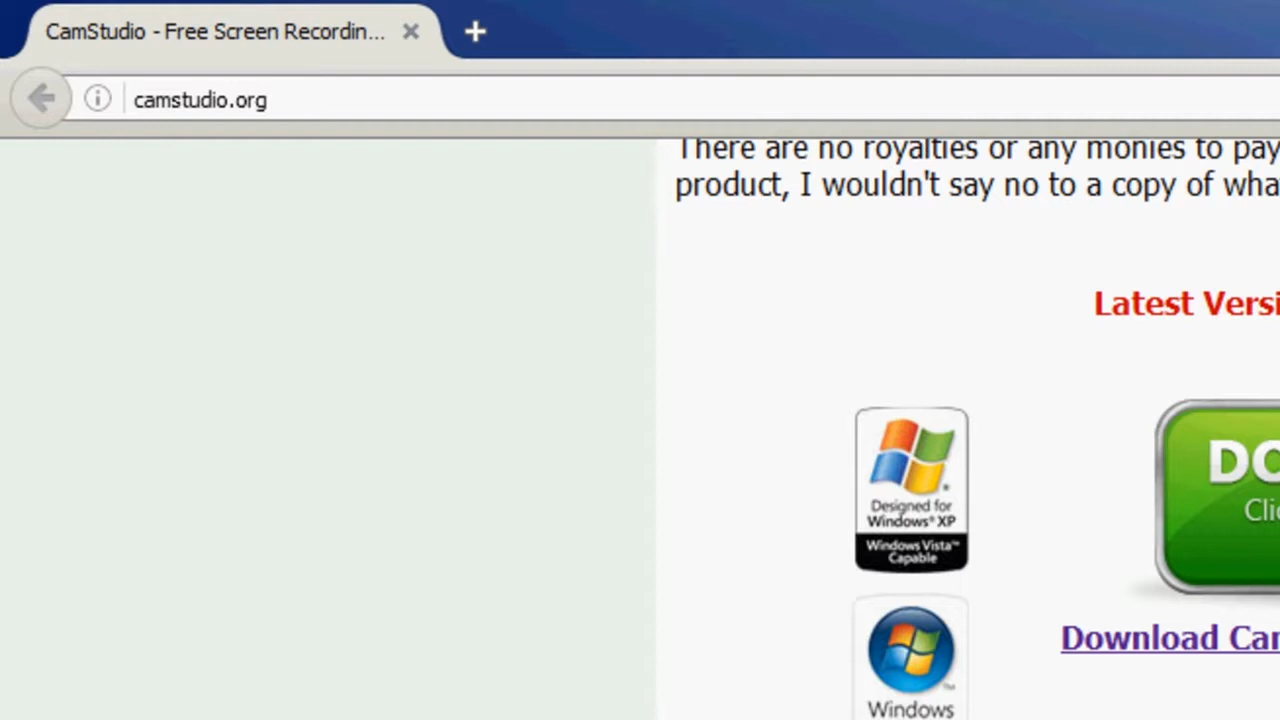 CamStudio - Free Screen Recordin...
camstudio.org
There are no royalties or any monies to pay
product, I wouldn't say no to a copy of wha
Latest Versi
Designed for
Windows® XP
Windows Vista™
Capable
DO
Clic
Download Cam
Windows